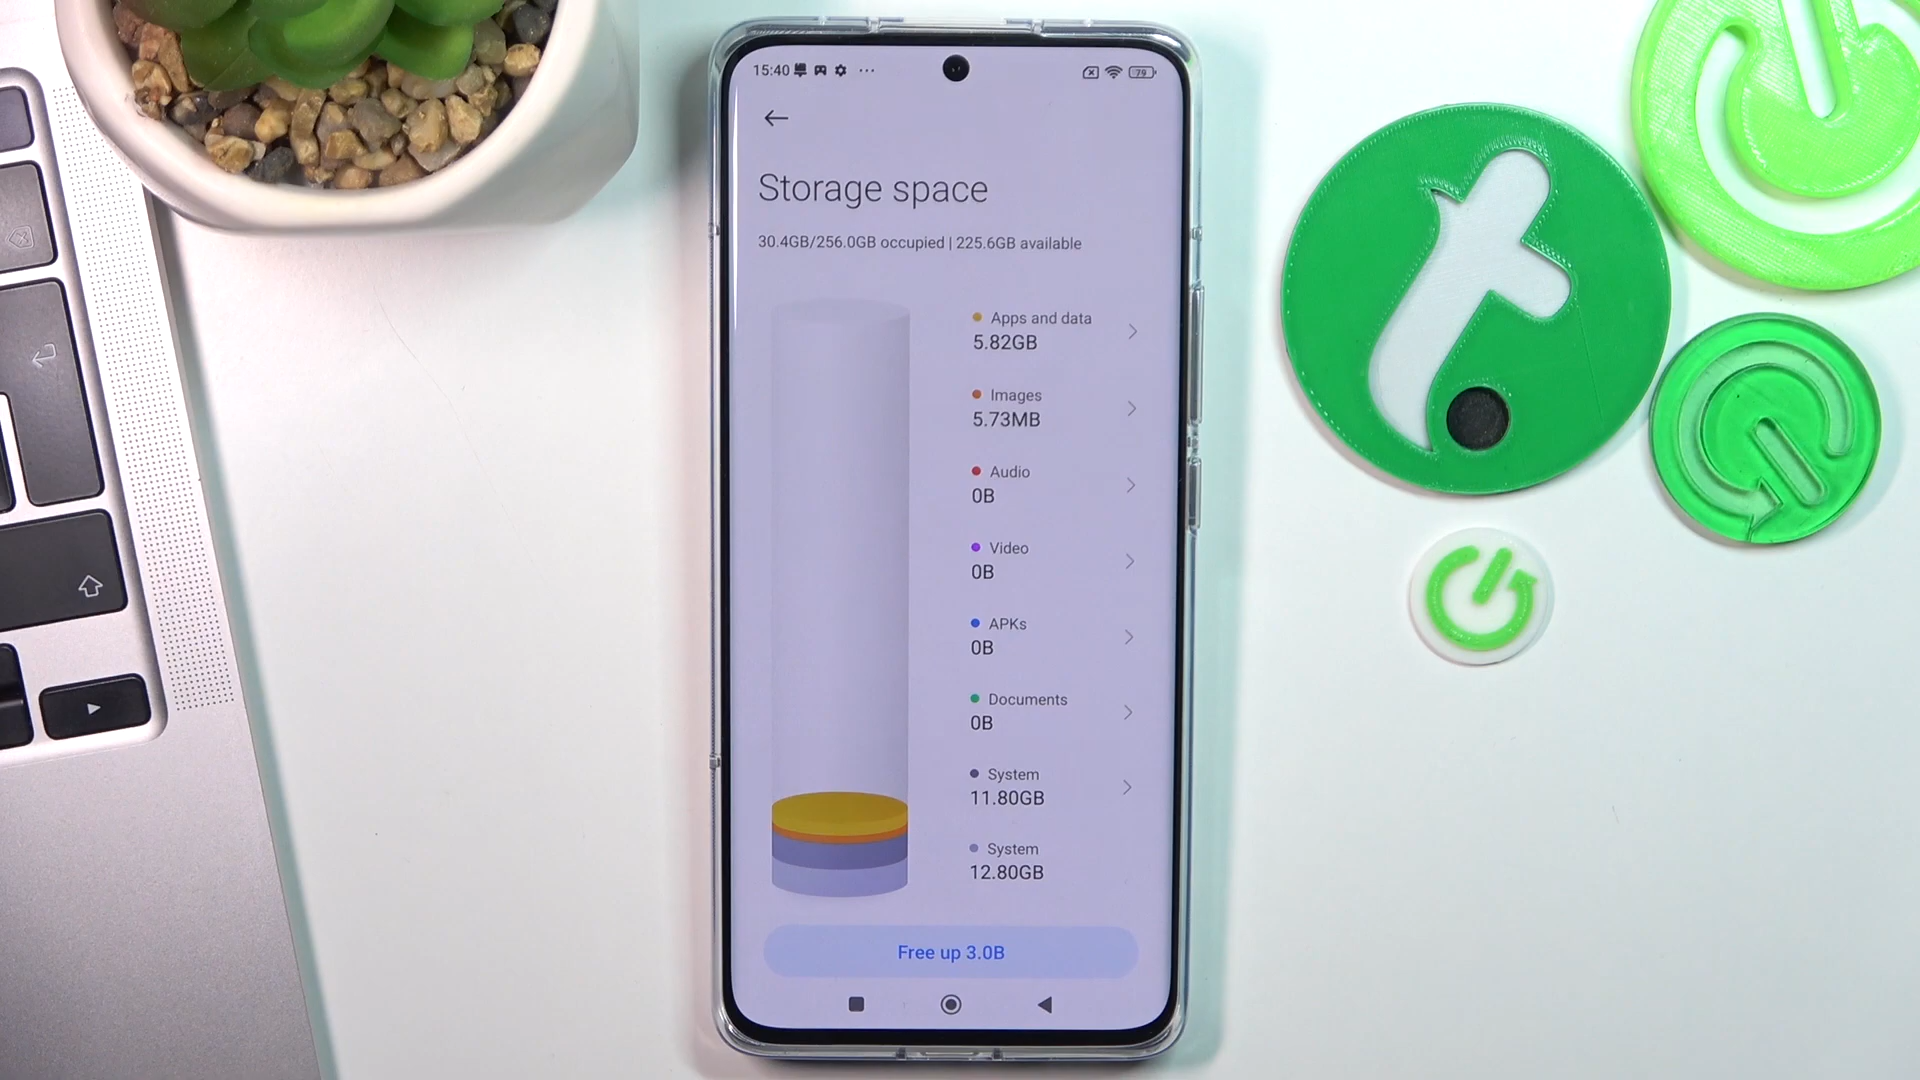 15:40
79
Storage space
30.4GB/256.0GB occupied | 225.6GB available
Apps and data
5.82GB
Images
5.73MB
Audio
0B
Video
0B
APKs
0B
Documents
0B
System
11.80GB
System
12.80GB
Free up 3.0B